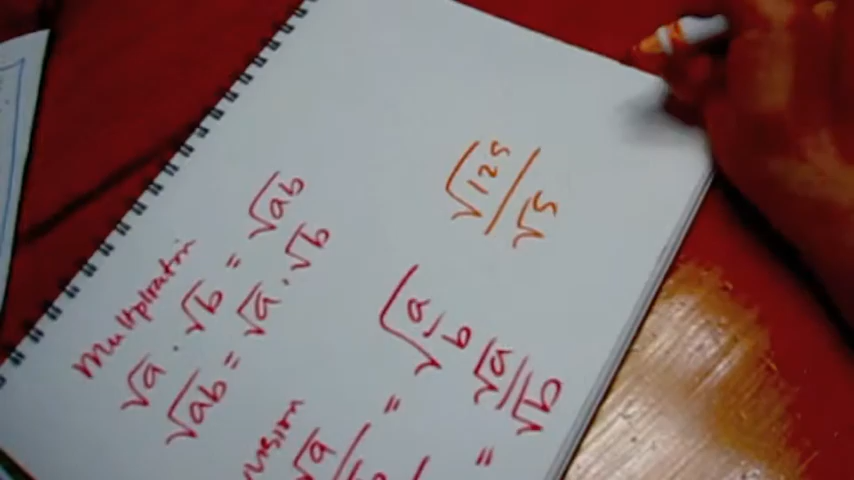 Multiplication
√a · √b = √ab
√ab = √a · √b
√a/√b = √a/b
= √a/√b
√125/√5